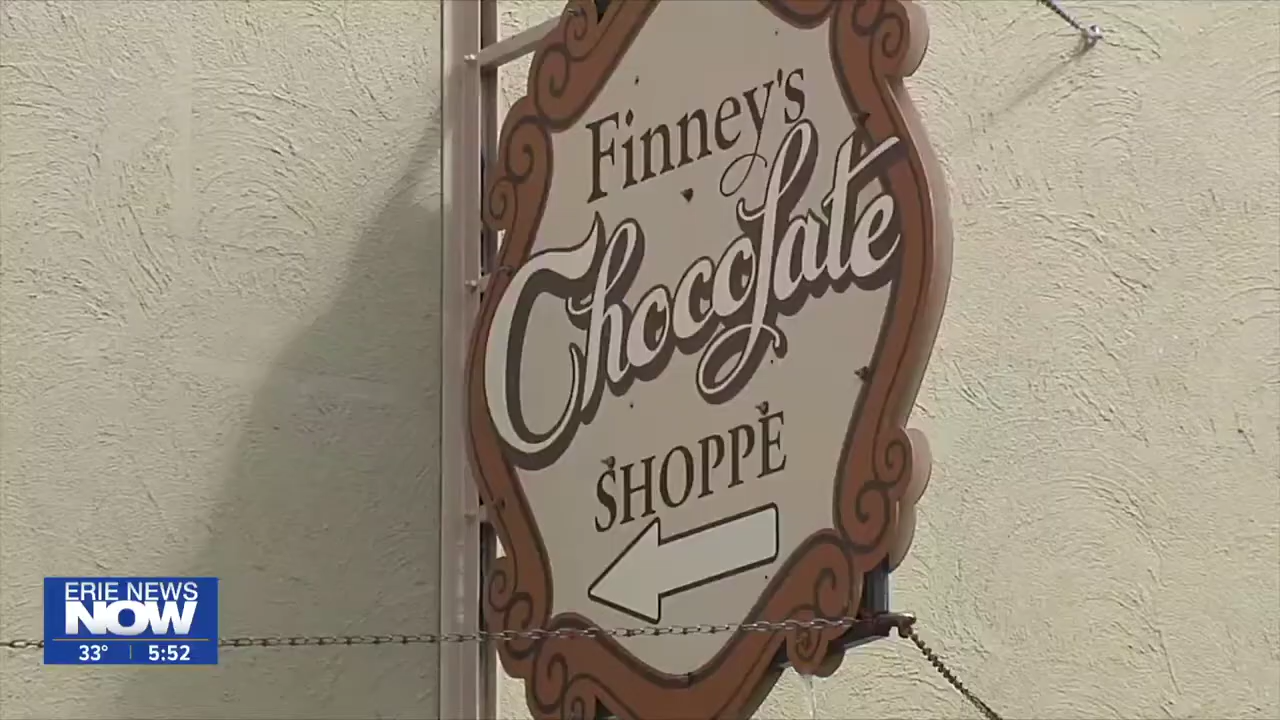 Finney's
Chocolate
SHOPPE
ERIE NEWS
NOW
33° | 5:52